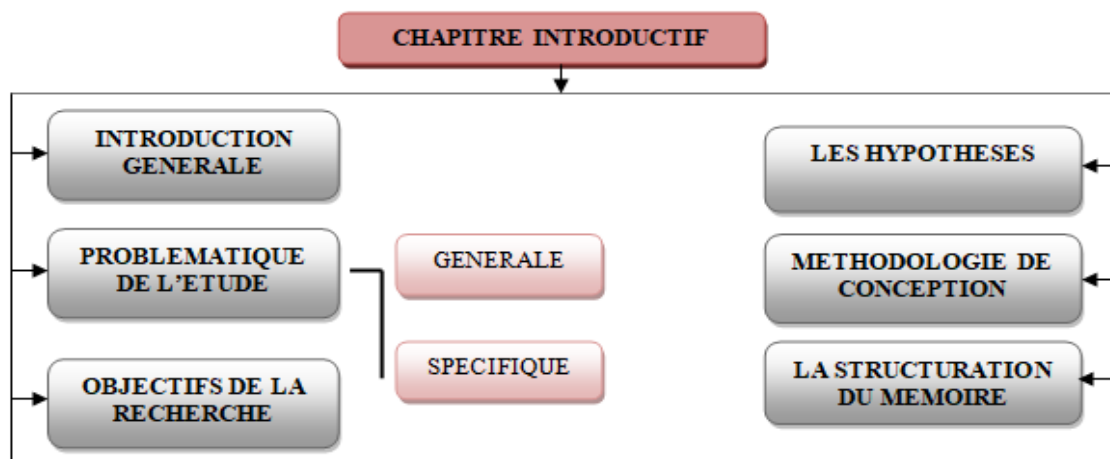 CHAPITRE INTRODUCTIF
INTRODUCTION
GENERALE
PROBLEMATIQUE
DE L'ETUDE
GENERALE
SPECIFIQUE
OBJECTIFS DE LA
RECHERCHE
LES HYPOTHESES
METHODOLOGIE DE
CONCEPTION
LA STRUCTURATION
DU MEMOIRE